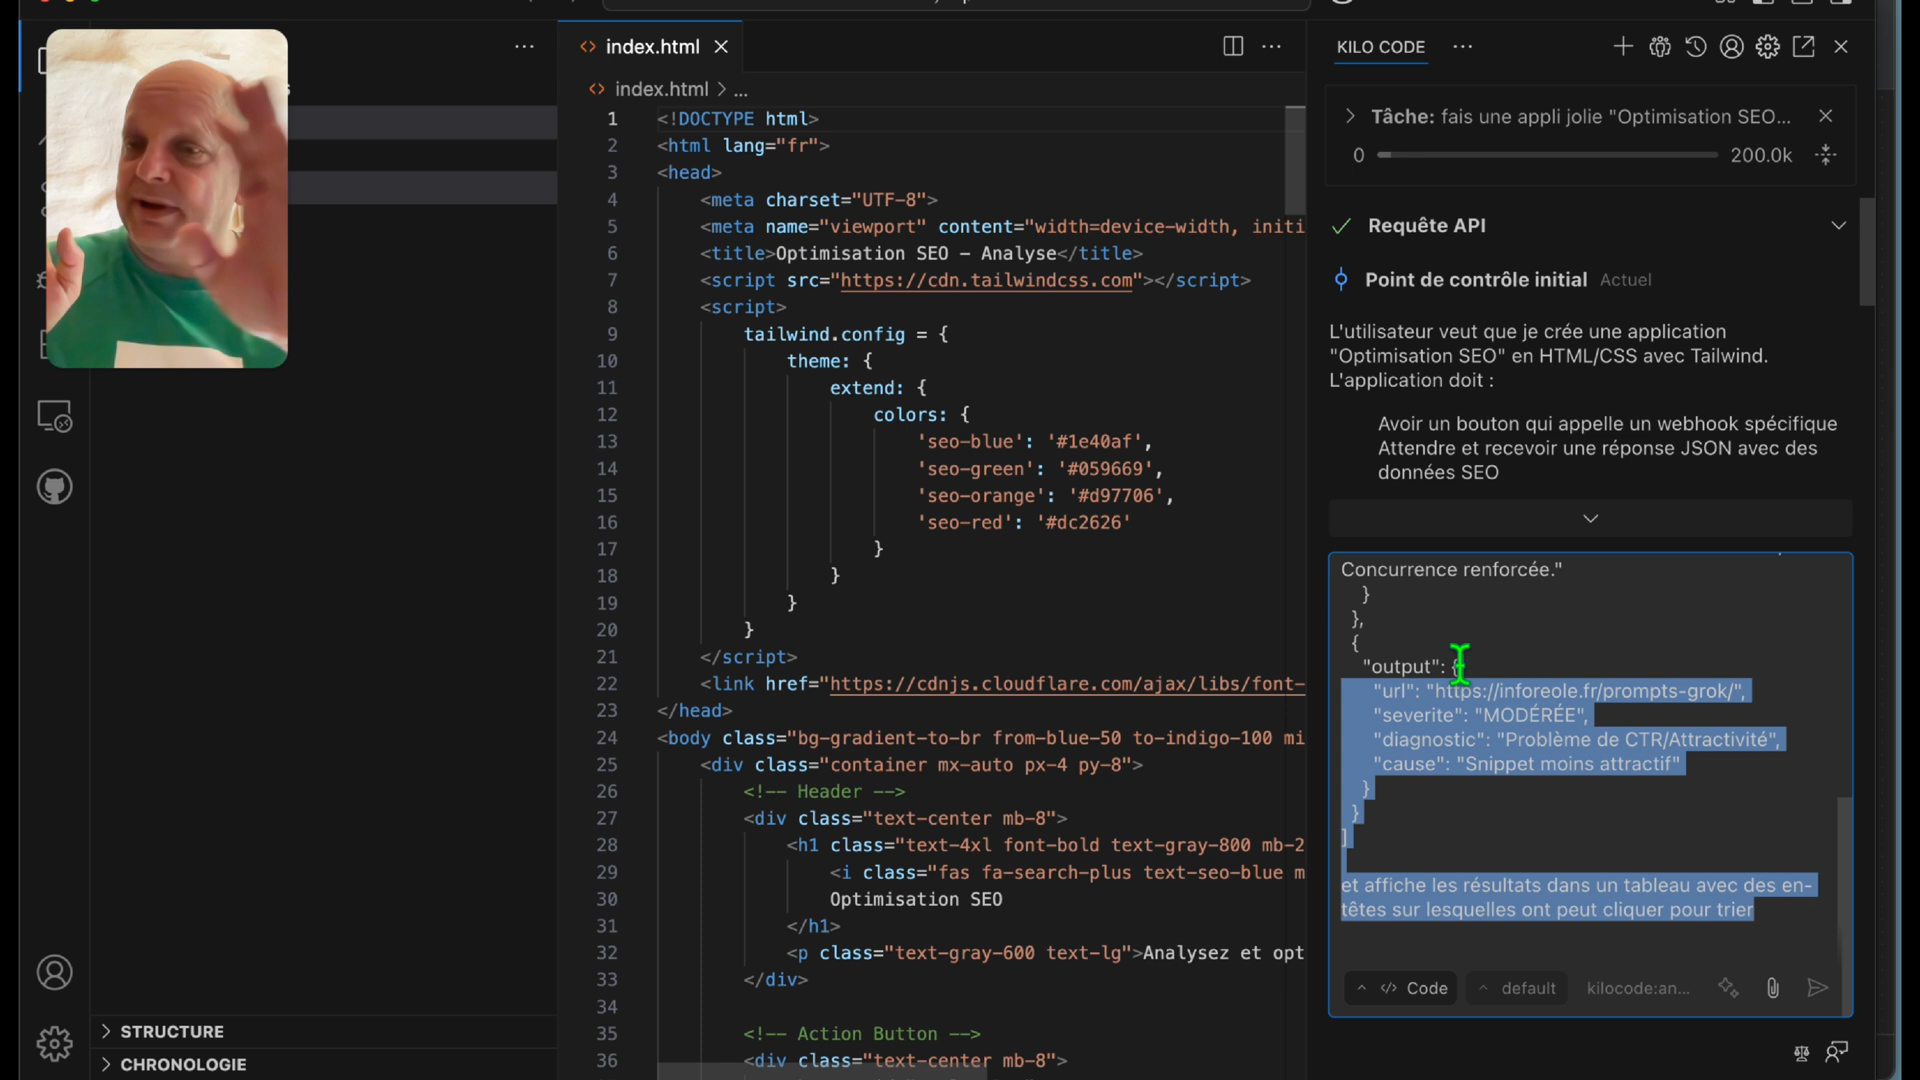 index.html
KILO CODE
index.html > ...
1 <!DOCTYPE html>
2 <html lang="fr">
3 <head>
4 <meta charset="UTF-8">
5 <meta name="viewport" content="width=device-width, initi
6 <title>Optimisation SEO – Analyse</title>
7 <script src="https://cdn.tailwindcss.com"></script>
8 <script>
9 tailwind.config = {
10 theme: {
11 extend: {
12 colors: {
13 'seo-blue': '#1e40af',
14 'seo-green': '#059669',
15 'seo-orange': '#d97706',
16 'seo-red': '#dc2626'
17 }
18 }
19 }
20 }
21 </script>
22 <link href="https://cdnjs.cloudflare.com/ajax/libs/font-
23 </head>
24 <body class="bg-gradient-to-br from-blue-50 to-indigo-100 mi
25 <div class="container mx-auto px-4 py-8">
26 <!-- Header -->
27 <div class="text-center mb-8">
28 <h1 class="text-4xl font-bold text-gray-800 mb-2
29 <i class="fas fa-search-plus text-seo-blue m
30 Optimisation SEO
31 </h1>
32 <p class="text-gray-600 text-lg">Analysez et opt
33 </div>
34
35 <!-- Action Button -->
36 <div class="text-center mb-8">
Tâche: fais une appli jolie "Optimisation SEO...
0 200.0k
Requête API
Point de contrôle initial Actuel
L'utilisateur veut que je crée une application
"Optimisation SEO" en HTML/CSS avec Tailwind.
L'application doit :
Avoir un bouton qui appelle un webhook spécifique
Attendre et recevoir une réponse JSON avec des
données SEO
Concurrence renforcée."
}
},
{
"output": {
"url": "https://inforeole.fr/prompts-grok/",
"severite": "MODÉRÉE",
"diagnostic": "Problème de CTR/Attractivité",
"cause": "Snippet moins attractif"
}
}
]
et affiche les résultats dans un tableau avec des en-
têtes sur lesquelles ont peut cliquer pour trier
Code default kilocode:an...
STRUCTURE
CHRONOLOGIE